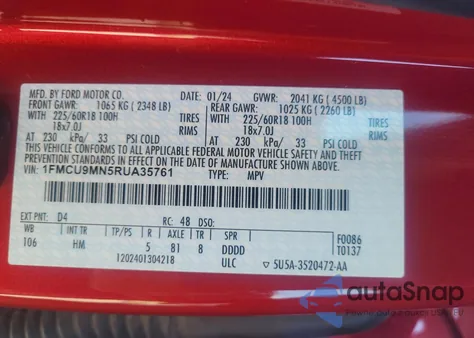 MFD. BY FORD MOTOR CO.
DATE: 01/24 GVWR: 2041 KG (4500 LB)
FRONT GAWR: 1065 KG (2348 LB) REAR GAWR: 1025 KG (2260 LB)
WITH 225/60R18 100H TIRES WITH 225/60R18 100H TIRES
18x7.0J RIMS 18x7.0J RIMS
AT 230 kPa/ 33 PSI COLD AT 230 kPa/ 33 PSI COLD
THIS VEHICLE CONFORMS TO ALL APPLICABLE FEDERAL MOTOR VEHICLE SAFETY AND THEFT PREVENTION STANDARDS IN EFFECT ON THE DATE OF MANUFACTURE SHOWN ABOVE.
VIN: 1FMCU9MN5RUA35761 TYPE: MPV
EXT PNT: D4 RC: 48 DSO: F0086
WB TP/PS R AXLE TR SPR T0137
106 HM 5 81 8 DDDD
1202401304218 ULC 5U5A-3520472-AA
autoSnap